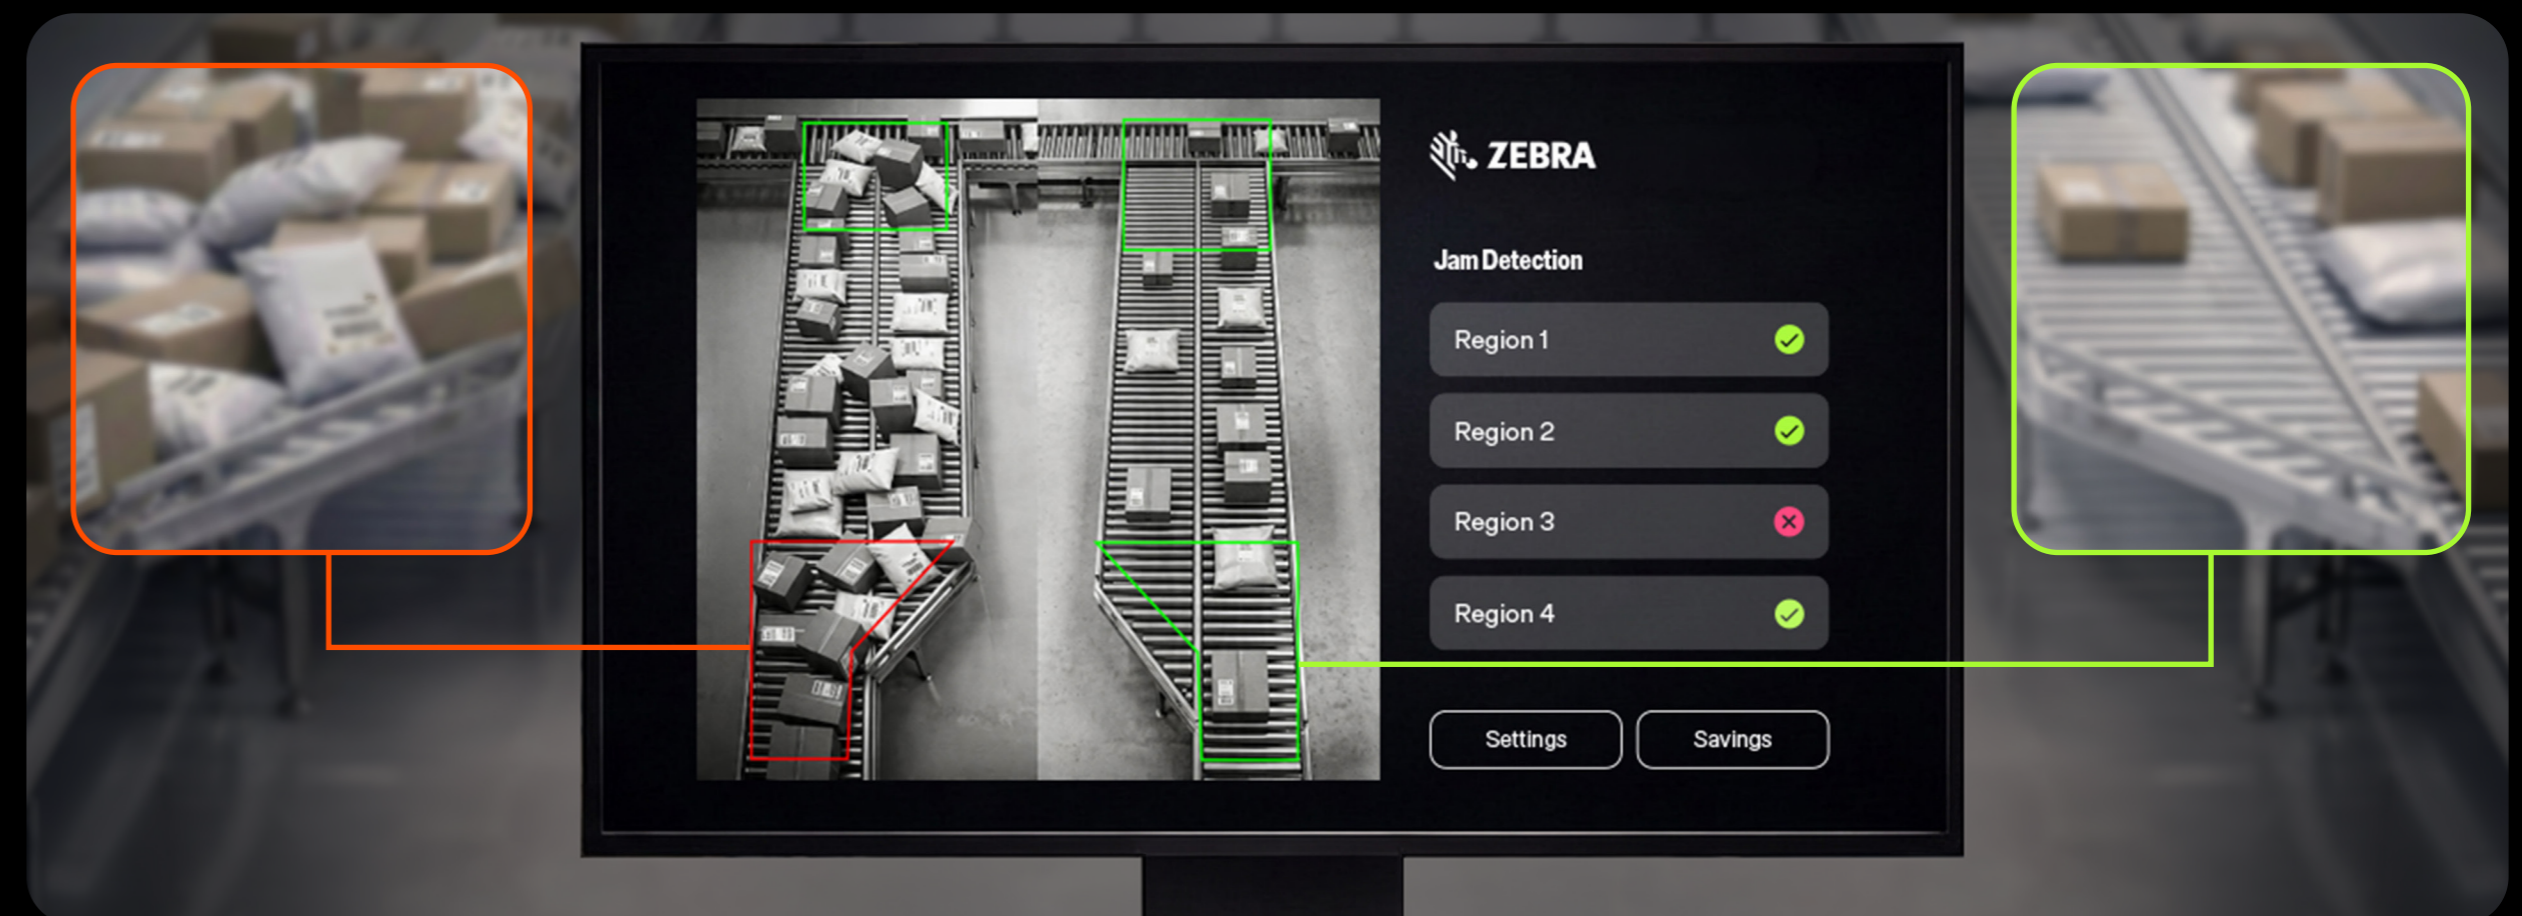 ZEBRA
Jam Detection
Region 1
Region 2
Region 3
Region 4
Settings
Savings